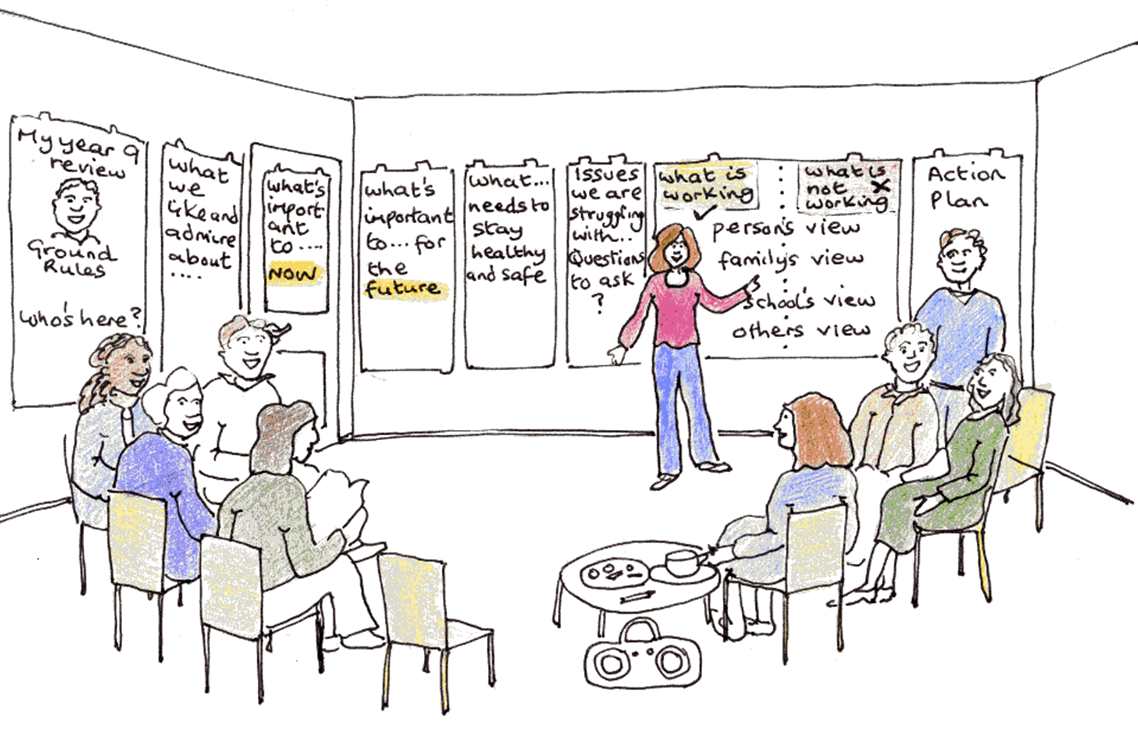 My year 9
review
Ground
Rules
who's here?
what
we
like and
admire
about
....
what's
import
ant
to ....
NOW
what's
important
to... for
the
future
what...
needs to
stay
healthy
and safe
Issues
we are
struggling
with...
Questions
to ask
?
what is
working
what is
not
working
person's view
family's view
school's view
others view
Action
Plan